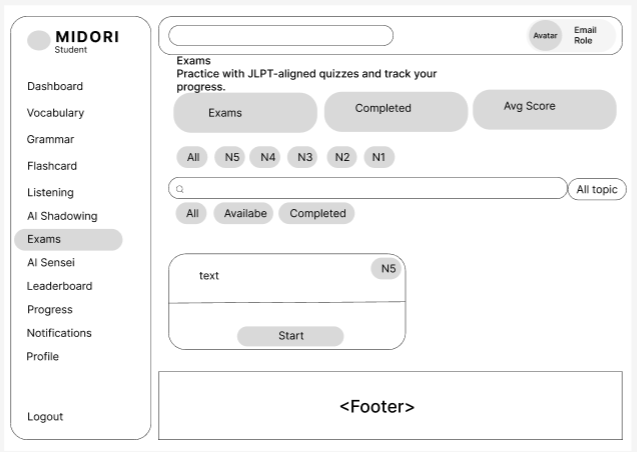 MIDORI
Student
Dashboard
Vocabulary
Grammar
Flashcard
Listening
AI Shadowing
Exams
AI Sensei
Leaderboard
Progress
Notifications
Profile
Logout
Avatar
Email
Role
Exams
Practice with JLPT-aligned quizzes and track your
progress.
Exams
Completed
Avg Score
All
N5
N4
N3
N2
N1
All topic
All
Availabe
Completed
text
N5
Start
<Footer>